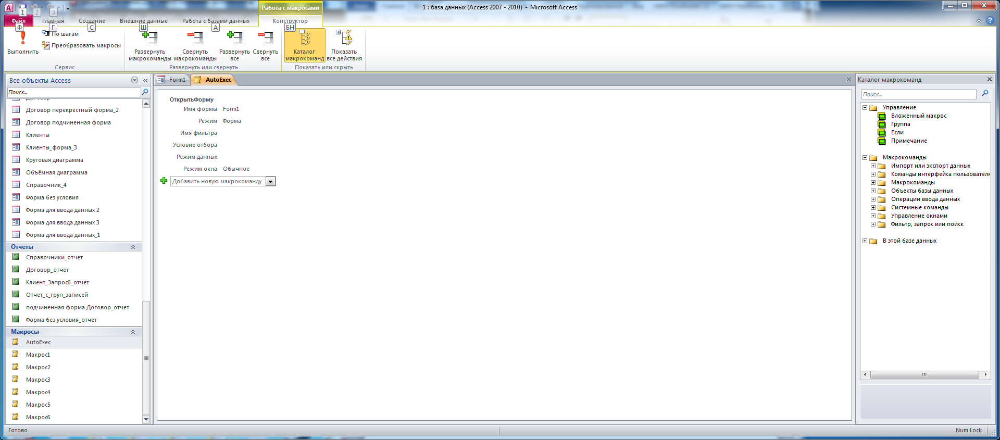 1 : база данных (Access 2007 - 2010) - Microsoft Access
Работа с макросами
1 2 3
Файл Главная Создание Внешние данные Работа с базами данных Конструктор
Ф Г С Ш А БН
Выполнить
По шагам
Преобразовать макросы
Развернуть макрокоманды
Свернуть макрокоманды
Развернуть все
Свернуть все
Каталог макрокоманд
Показать все действия
Сервис
Развернуть или свернуть
Показать или скрыть
Все объекты Access
Поиск...
Договор
Договор перекрестный форма_2
Договор подчиненная форма
Клиенты
Клиенты_форма_3
Круговая диаграмма
Объёмная диаграмма
Справочник_4
Форма без условия
Форма для ввода данных 2
Форма для ввода данных 3
Форма для ввода данных_1
Отчеты
Справочники_отчет
Договор_отчет
Клиент_Запрос6_отчет
Отчет_с_груп_записей
подчиненная форма Договор_отчет
Форма без условия_отчет
Макросы
AutoExec
Макрос1
Макрос2
Макрос3
Макрос4
Макрос5
Макрос6
Form1 AutoExec
ОткрытьФорму
Имя формы Form1
Режим Форма
Имя фильтра
Условие отбора
Режим данных
Режим окна Обычное
Добавить новую макрокоманду
Каталог макрокоманд
Поиск...
Управление
Вложенный макрос
Группа
Если
Примечание
Макрокоманды
Импорт или экспорт данных
Команды интерфейса пользователя
Макрокоманды
Объекты базы данных
Операции ввода данных
Системные команды
Управление окнами
Фильтр, запрос или поиск
В этой базе данных
Готово
Num Lock